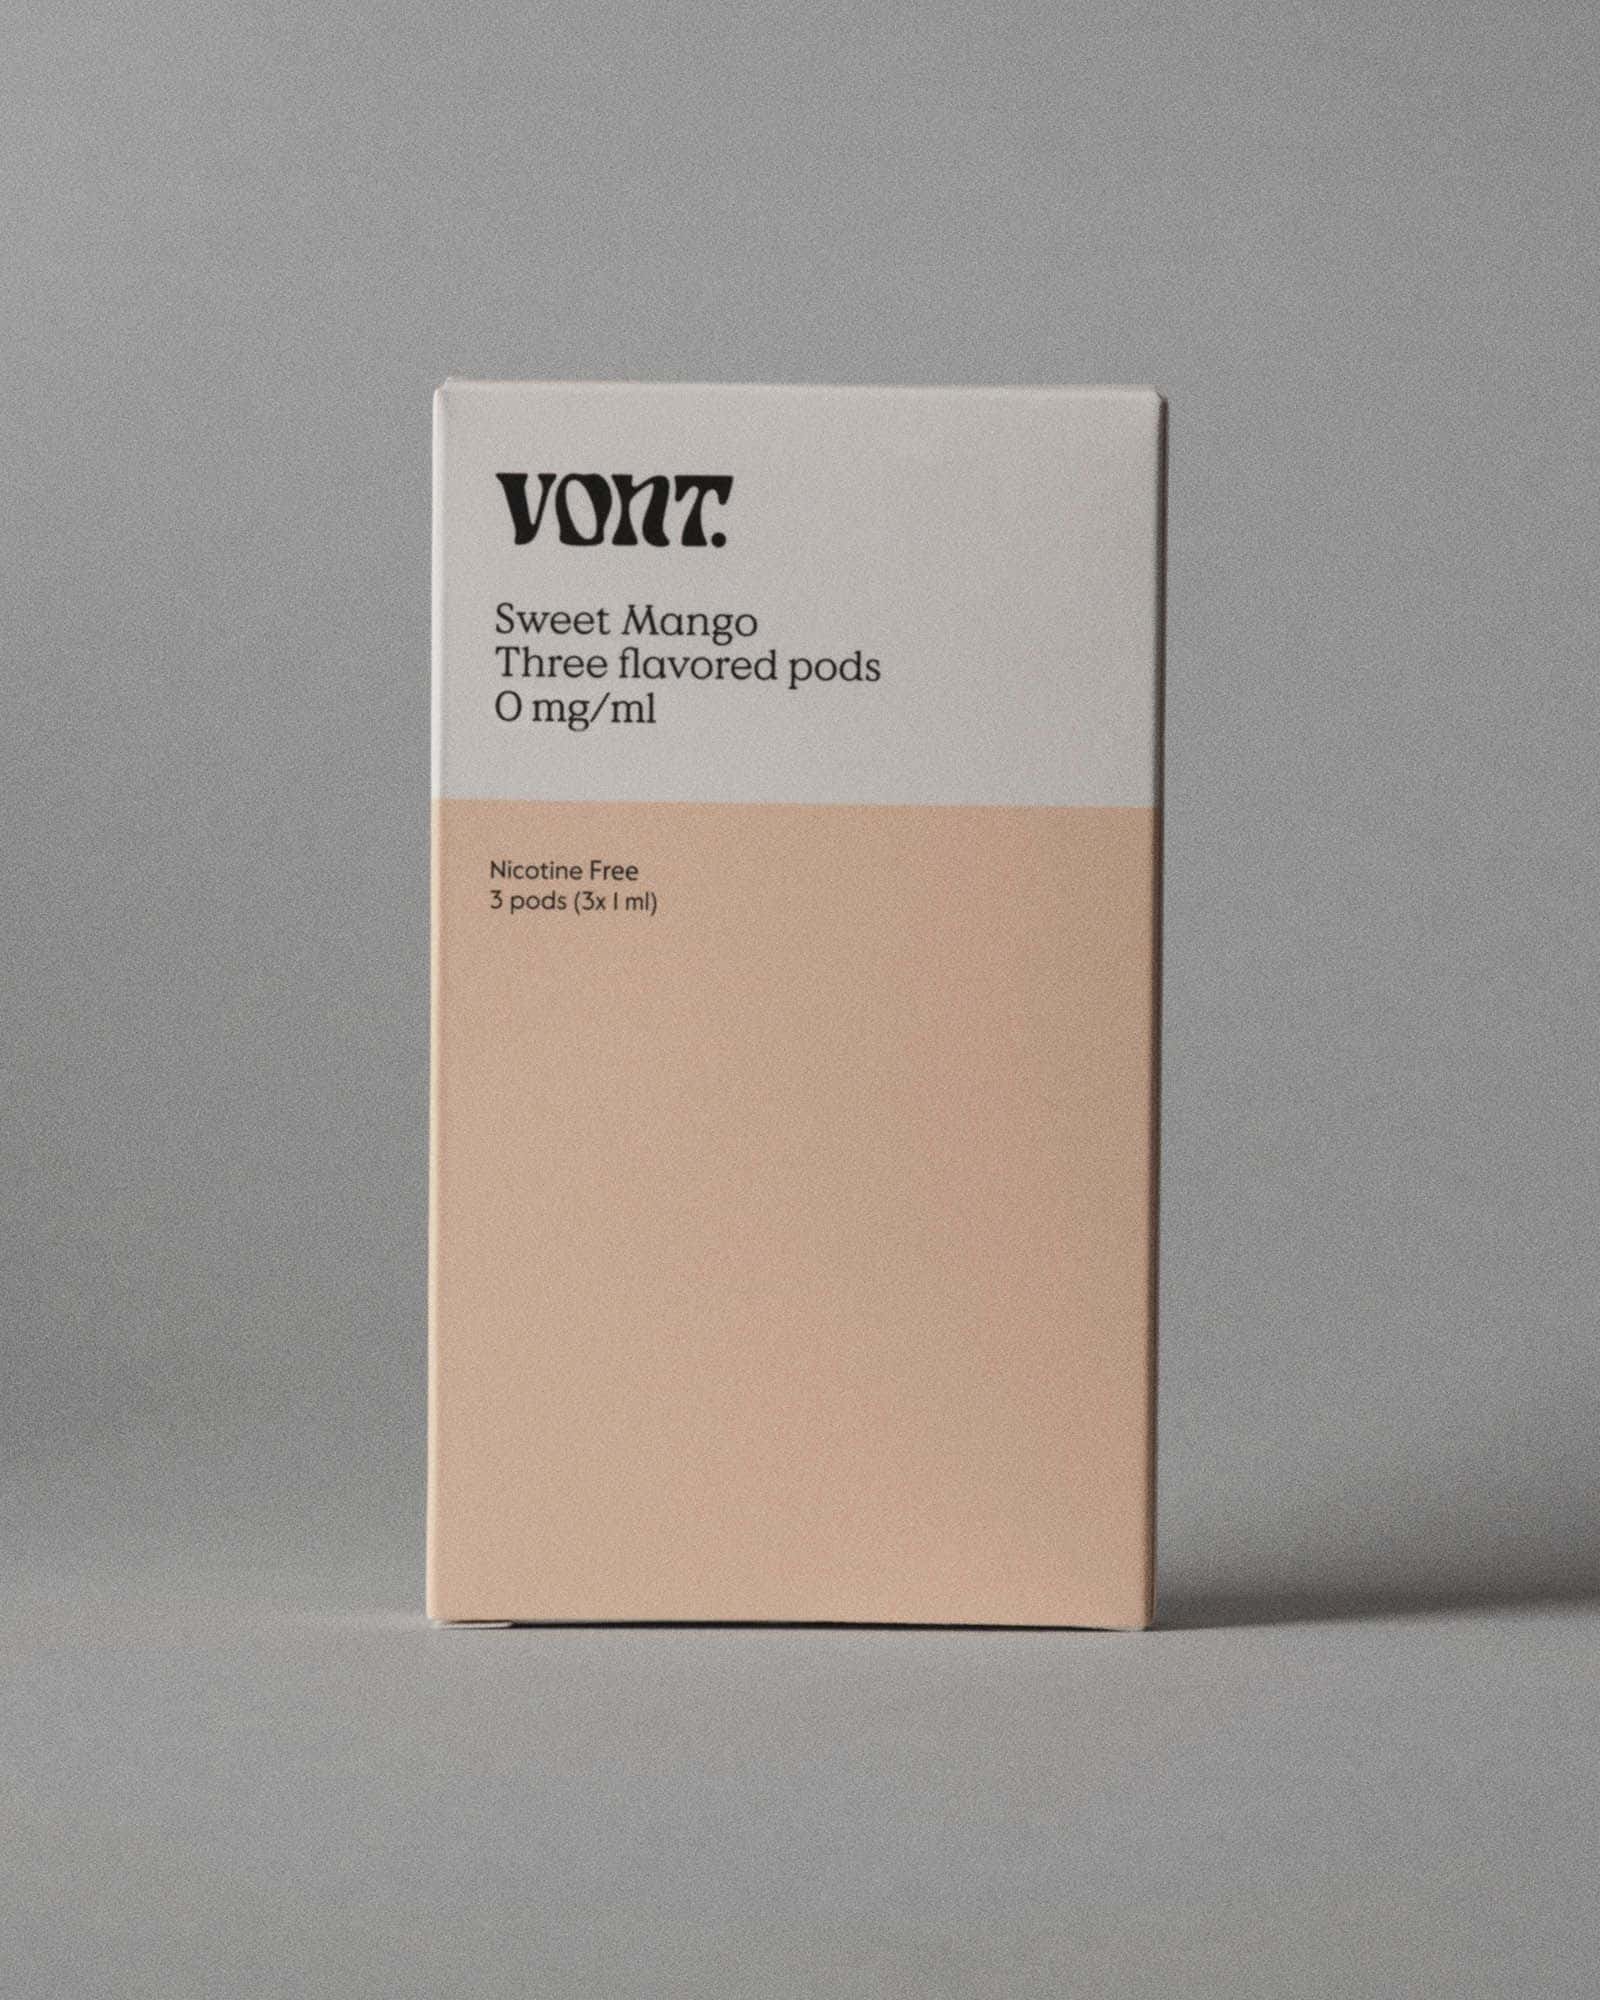 VONT.
Sweet Mango
Three flavored pods
0 mg/ml
Nicotine Free
3 pods (3x 1 ml)